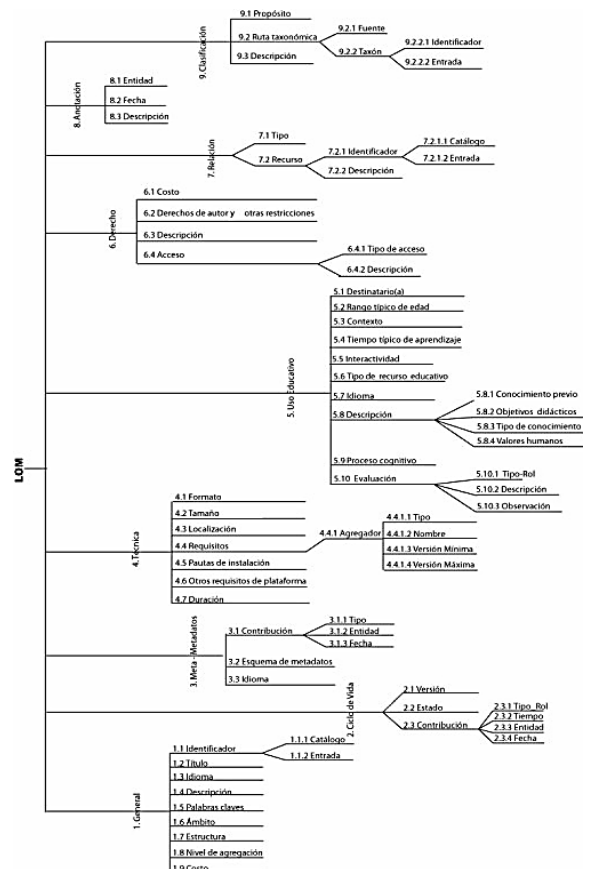 9.1 Propósito
9.2 Ruta taxonómica
9.2.1 Fuente
9.2.2 Taxón
9.2.2.1 Identificador
9.2.2.2 Entrada
9.3 Descripción
9. Clasificación
8.1 Entidad
8.2 Fecha
8.3 Descripción
8. Anotación
7.1 Tipo
7.2 Recurso
7.2.1 Identificador
7.2.1.1 Catálogo
7.2.1.2 Entrada
7.2.2 Descripción
7. Relación
6.1 Costo
6.2 Derechos de autor y otras restricciones
6.3 Descripción
6.4 Acceso
6.4.1 Tipo de acceso
6.4.2 Descripción
6. Derecho
5.1 Destinatario(a)
5.2 Rango típico de edad
5.3 Contexto
5.4 Tiempo típico de aprendizaje
5.5 Interactividad
5.6 Tipo de recurso educativo
5.7 Idioma
5.8 Descripción
5.8.1 Conocimiento previo
5.8.2 Objetivos didácticos
5.8.3 Tipo de conocimiento
5.8.4 Valores humanos
5.9 Proceso cognitivo
5.10 Evaluación
5.10.1 Tipo-Rol
5.10.2 Descripción
5.10.3 Observación
5. Uso Educativo
LOM
4.1 Formato
4.2 Tamaño
4.3 Localización
4.4 Requisitos
4.4.1 Agregador
4.4.1.1 Tipo
4.4.1.2 Nombre
4.4.1.3 Versión Mínima
4.4.1.4 Versión Máxima
4.5 Pautas de instalación
4.6 Otros requisitos de plataforma
4.7 Duración
4. Técnica
3.1 Contribución
3.1.1 Tipo
3.1.2 Entidad
3.1.3 Fecha
3.2 Esquema de metadatos
3.3 Idioma
3. Meta - Metadatos
2.1 Versión
2.2 Estado
2.3 Contribución
2.3.1 Tipo_Rol
2.3.2 Tiempo
2.3.3 Entidad
2.3.4 Fecha
2. Ciclo de Vida
1.1 Identificador
1.1.1 Catálogo
1.1.2 Entrada
1.2 Título
1.3 Idioma
1.4 Descripción
1.5 Palabras claves
1.6 Ámbito
1.7 Estructura
1.8 Nivel de agregación
1.9 Costo
1. General